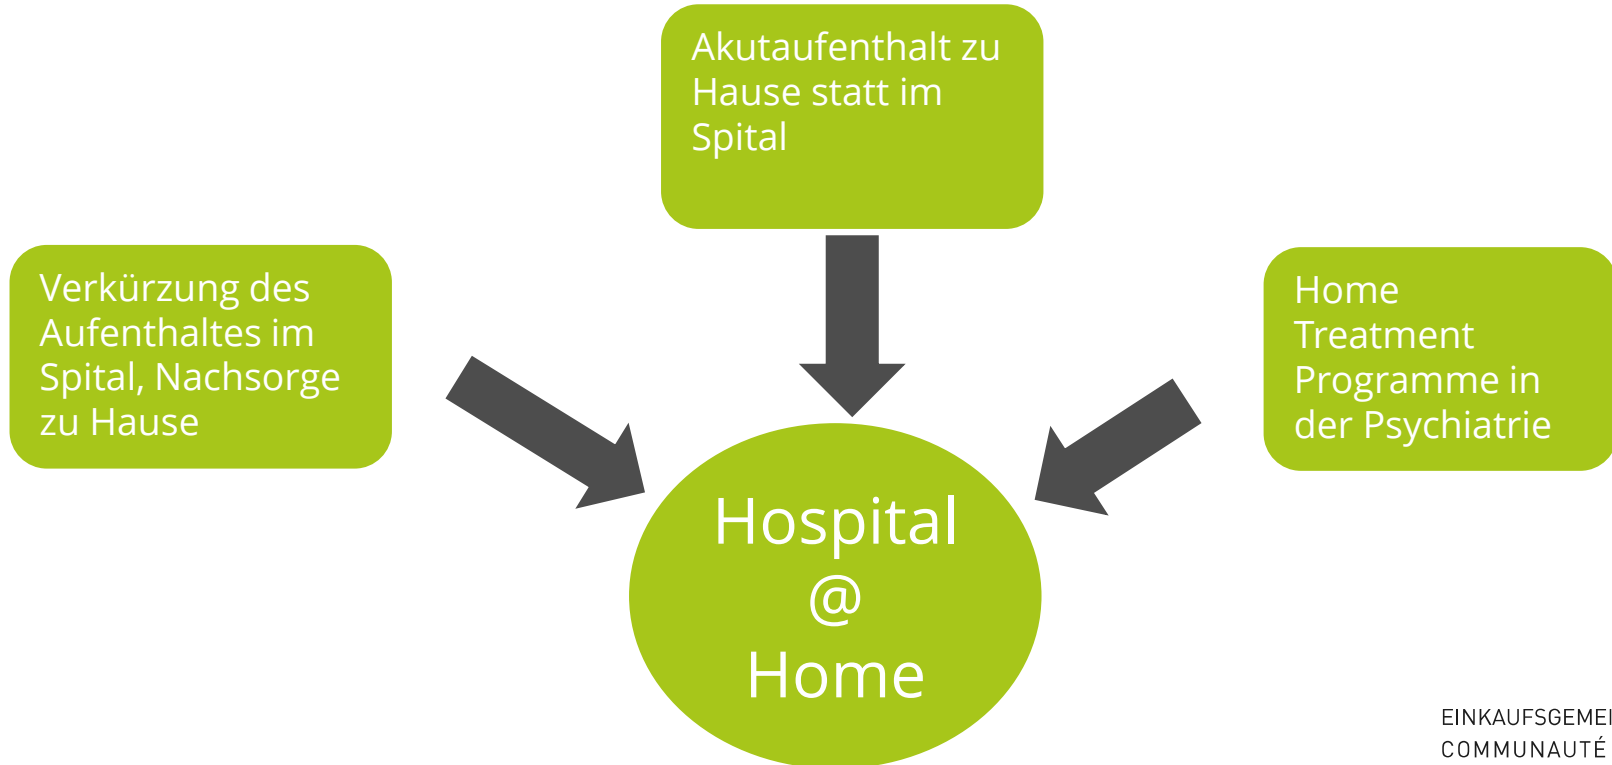 Akutaufenthalt zu
Hause statt im
Spital
Verkürzung des
Aufenthaltes im
Spital, Nachsorge
zu Hause
Home
Treatment
Programme in
der Psychiatrie
Hospital
@
Home
EINKAUFSGEMEI
COMMUNAUTÉ